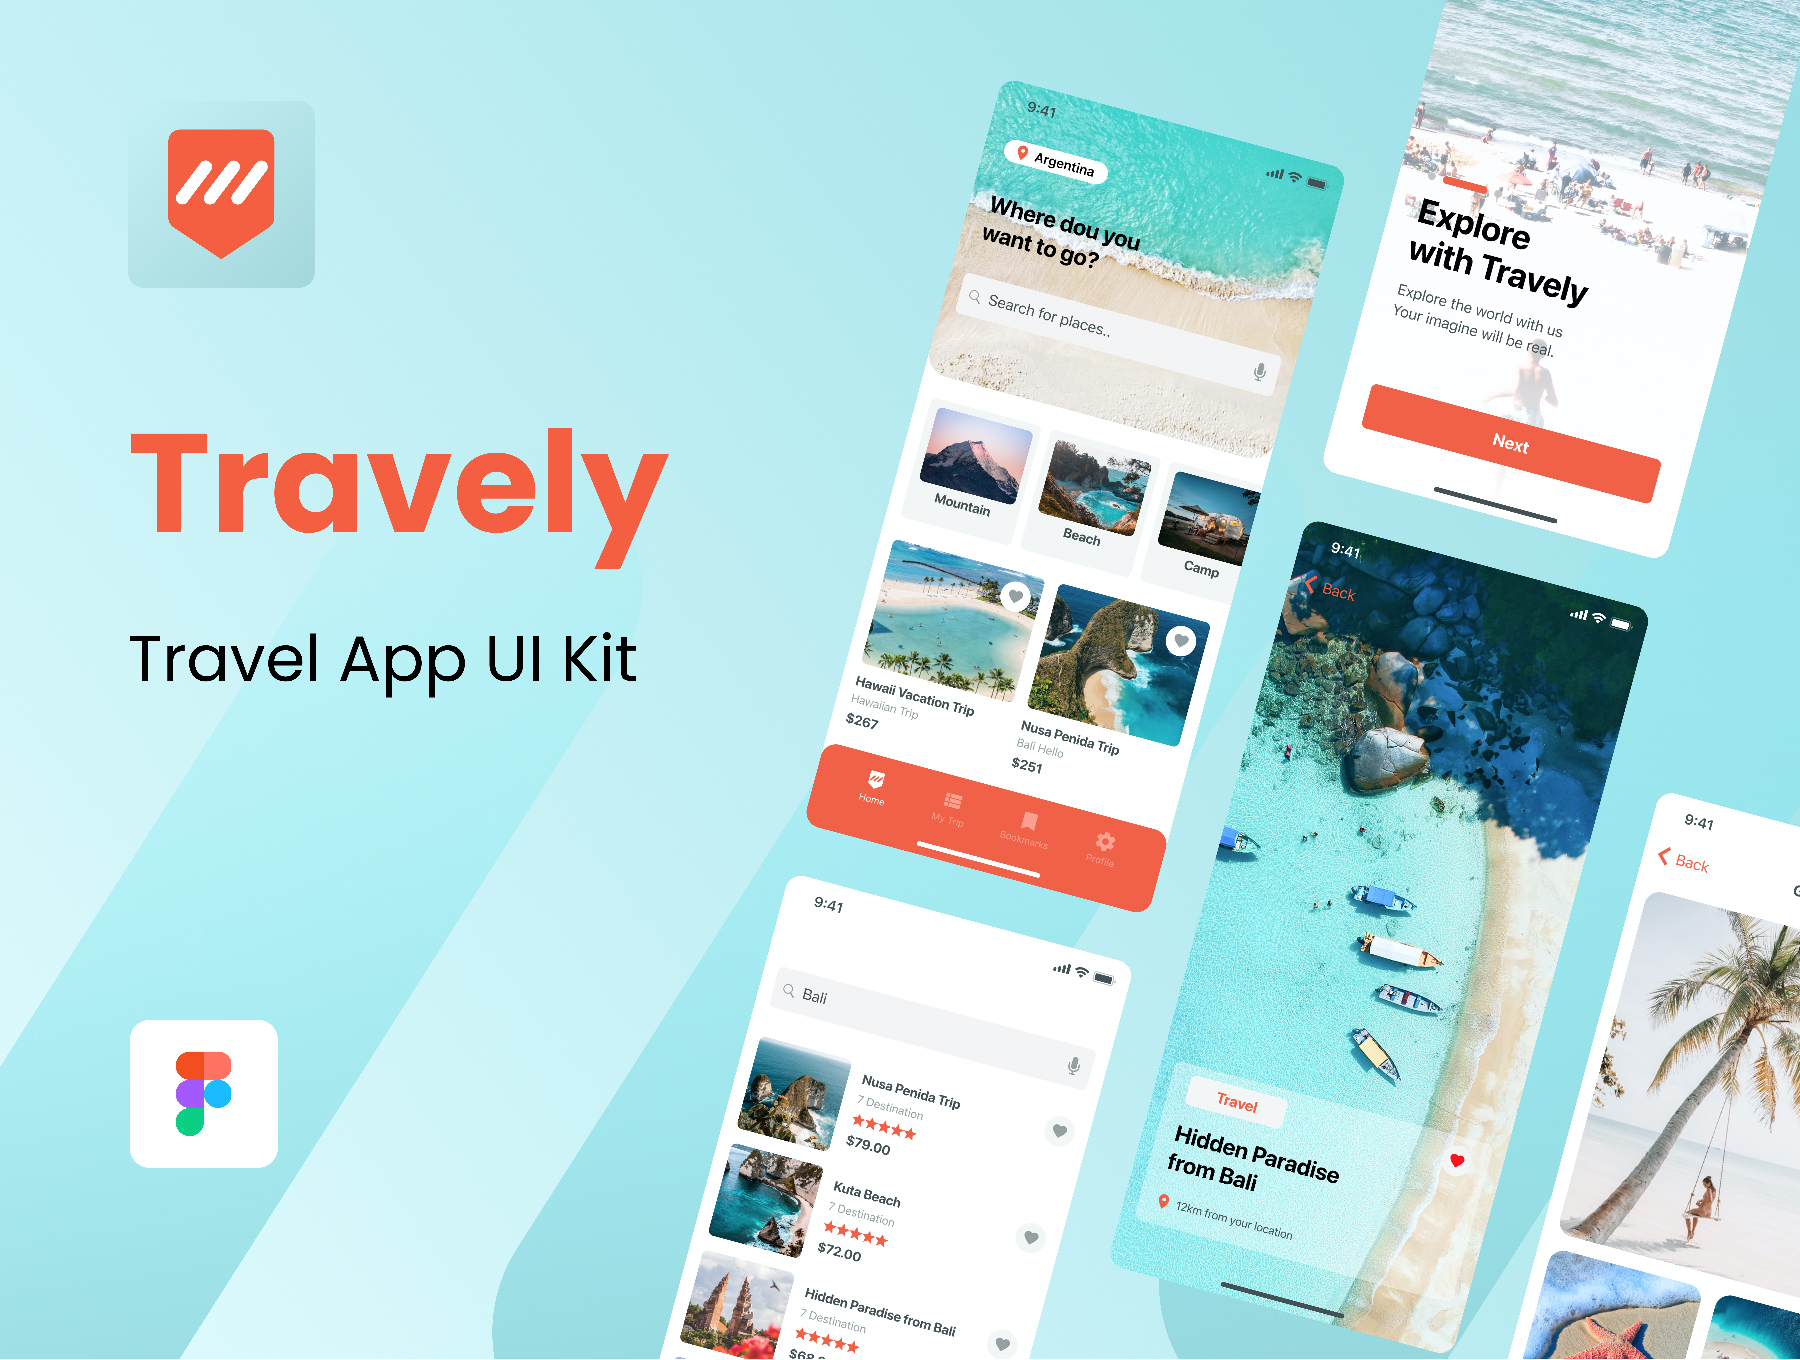 Travely
Travel App UI Kit
9:41
Argentina
Where dou you
want to go?
Search for places..
Mountain
Beach
Camp
Hawaii Vacation Trip
Hawaiian Trip
$267
Nusa Penida Trip
Bali Hello
$251
Home
My Trip
Bookmarks
Profile
Explore
with Travely
Explore the world with us
Your imagine will be real.
Next
9:41
Back
Travel
Hidden Paradise
from Bali
12km from your location
9:41
Bali
Nusa Penida Trip
7 Destination
$79.00
Kuta Beach
7 Destination
$72.00
Hidden Paradise from Bali
7 Destination
9:41
Back